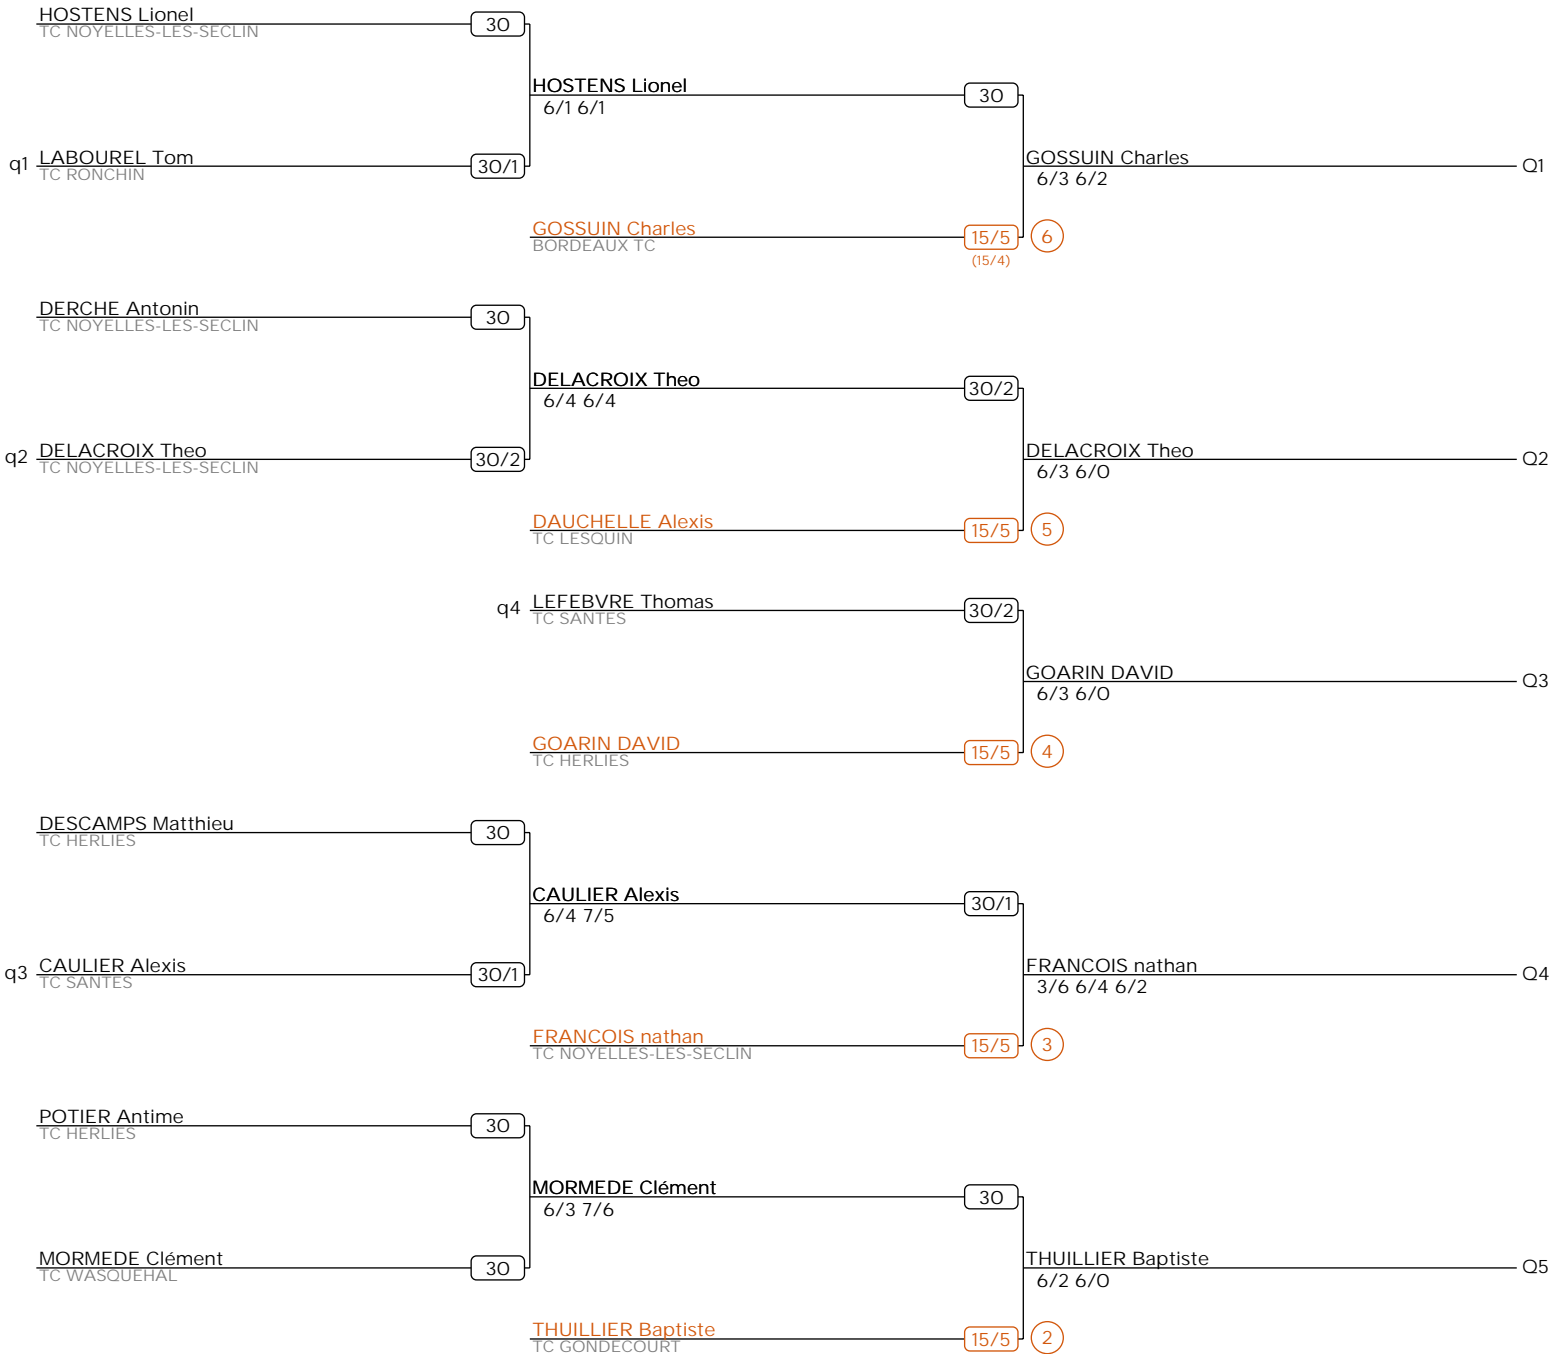 HOSTENS Lionel
TC NOYELLES-LES-SECLIN
30
HOSTENS Lionel
6/1 6/1
30
q1
LABOUREL Tom
TC RONCHIN
30/1
GOSSUIN Charles
6/3 6/2
Q1
GOSSUIN Charles
BORDEAUX TC
15/5
(15/4)
6
DERCHE Antonin
TC NOYELLES-LES-SECLIN
30
DELACROIX Theo
6/4 6/4
30/2
q2
DELACROIX Theo
TC NOYELLES-LES-SECLIN
30/2
DELACROIX Theo
6/3 6/0
Q2
DAUCHELLE Alexis
TC LESQUIN
15/5
5
q4
LEFEBVRE Thomas
TC SANTES
30/2
GOARIN DAVID
6/3 6/0
Q3
GOARIN DAVID
TC HERLIES
15/5
4
DESCAMPS Matthieu
TC HERLIES
30
CAULIER Alexis
6/4 7/5
30/1
q3
CAULIER Alexis
TC SANTES
30/1
FRANCOIS nathan
3/6 6/4 6/2
Q4
FRANCOIS nathan
TC NOYELLES-LES-SECLIN
15/5
3
POTIER Antime
TC HERLIES
30
MORMEDE Clément
6/3 7/6
30
MORMEDE Clément
TC WASQUEHAL
30
THUILLIER Baptiste
6/2 6/0
Q5
THUILLIER Baptiste
TC GONDECOURT
15/5
2